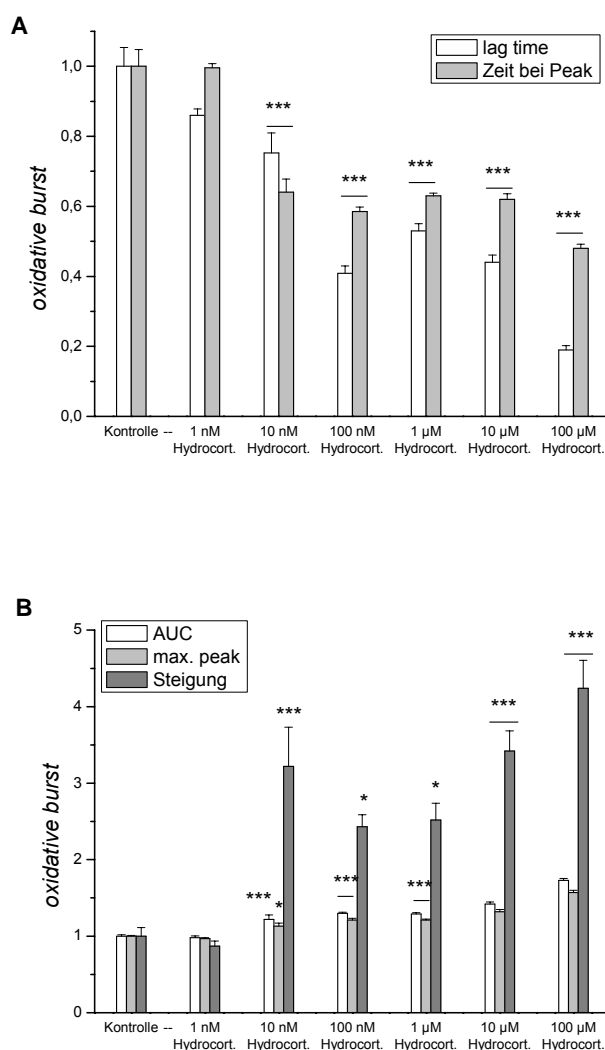 A
lag time
Zeit bei Peak
oxidative burst
1,0
0,8
0,6
0,4
0,2
0,0
***
***
***
***
***
Kontrolle -- 1 nM 10 nM 100 nM 1 µM 10 µM 100 µM
Hydrocort. Hydrocort. Hydrocort. Hydrocort. Hydrocort. Hydrocort.
B
AUC
max. peak
Steigung
oxidative burst
5
4
3
2
1
0
***
*
***
***
*
***
*
***
***
Kontrolle -- 1 nM 10 nM 100 nM 1 µM 10 µM 100 µM
Hydrocort. Hydrocort. Hydrocort. Hydrocort. Hydrocort. Hydrocort.